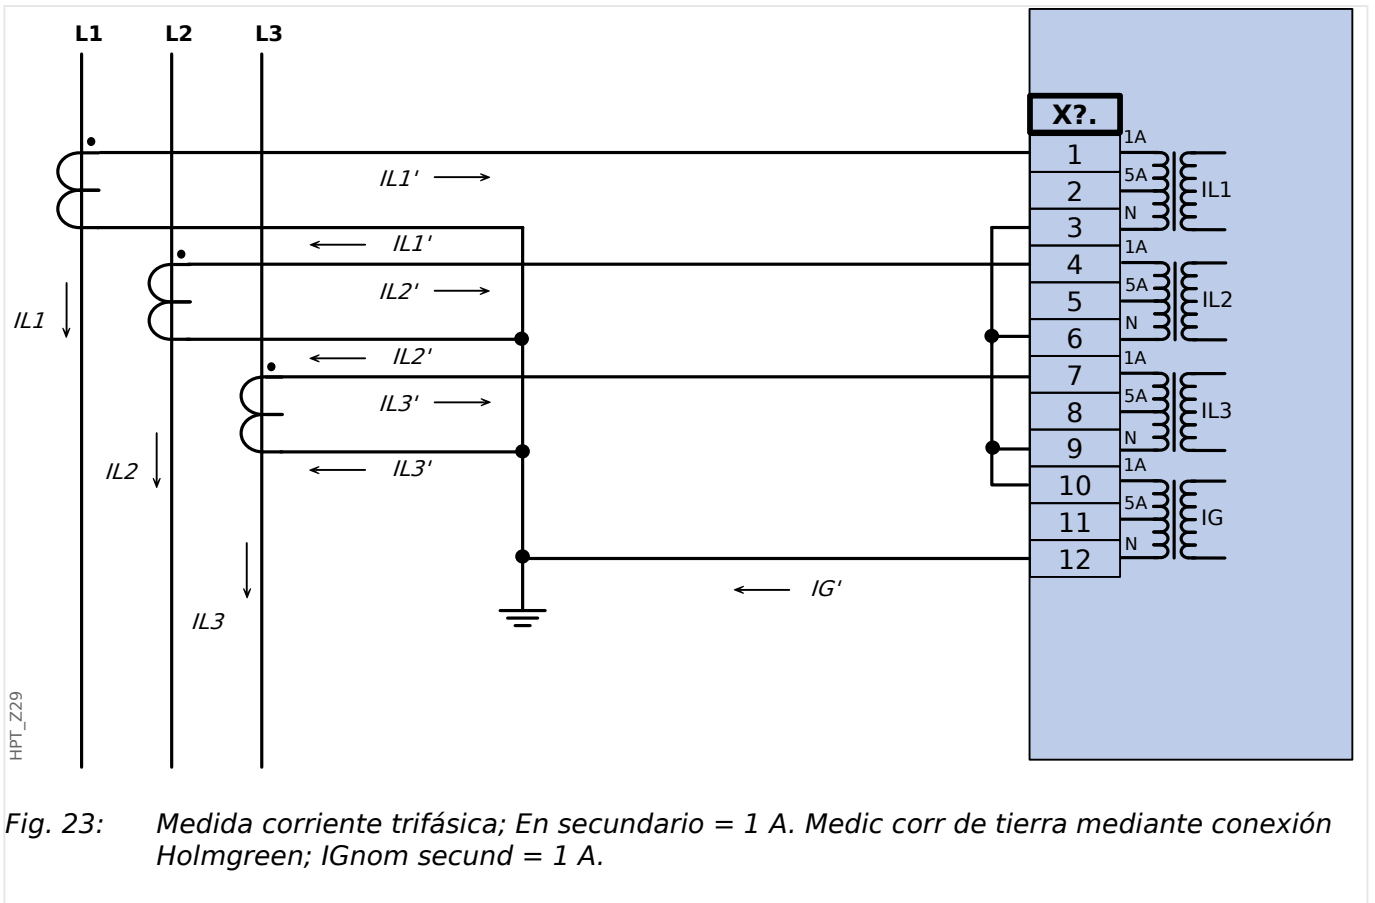 L1 L2 L3
X?.
1A
1
IL1'
5A
2
IL1
N
3
IL1'
1A
4
IL2'
5A
5
IL2
IL1
N
6
IL2'
1A
7
IL3'
5A
8
IL3
N
9
IL3'
IL2
1A
10
5A
11
IG
N
12
IG'
IL3
HPT_Z29
Fig. 23: Medida corriente trifásica; En secundario = 1 A. Medic corr de tierra mediante conexión
Holmgreen; IGnom secund = 1 A.